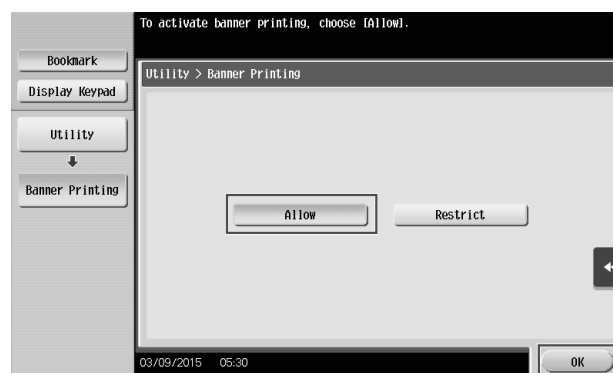 To activate banner printing, choose [Allow].
Bookmark
Display Keypad
Utility > Banner Printing
Utility
Banner Printing
Allow
Restrict
03/09/2015 05:30
OK